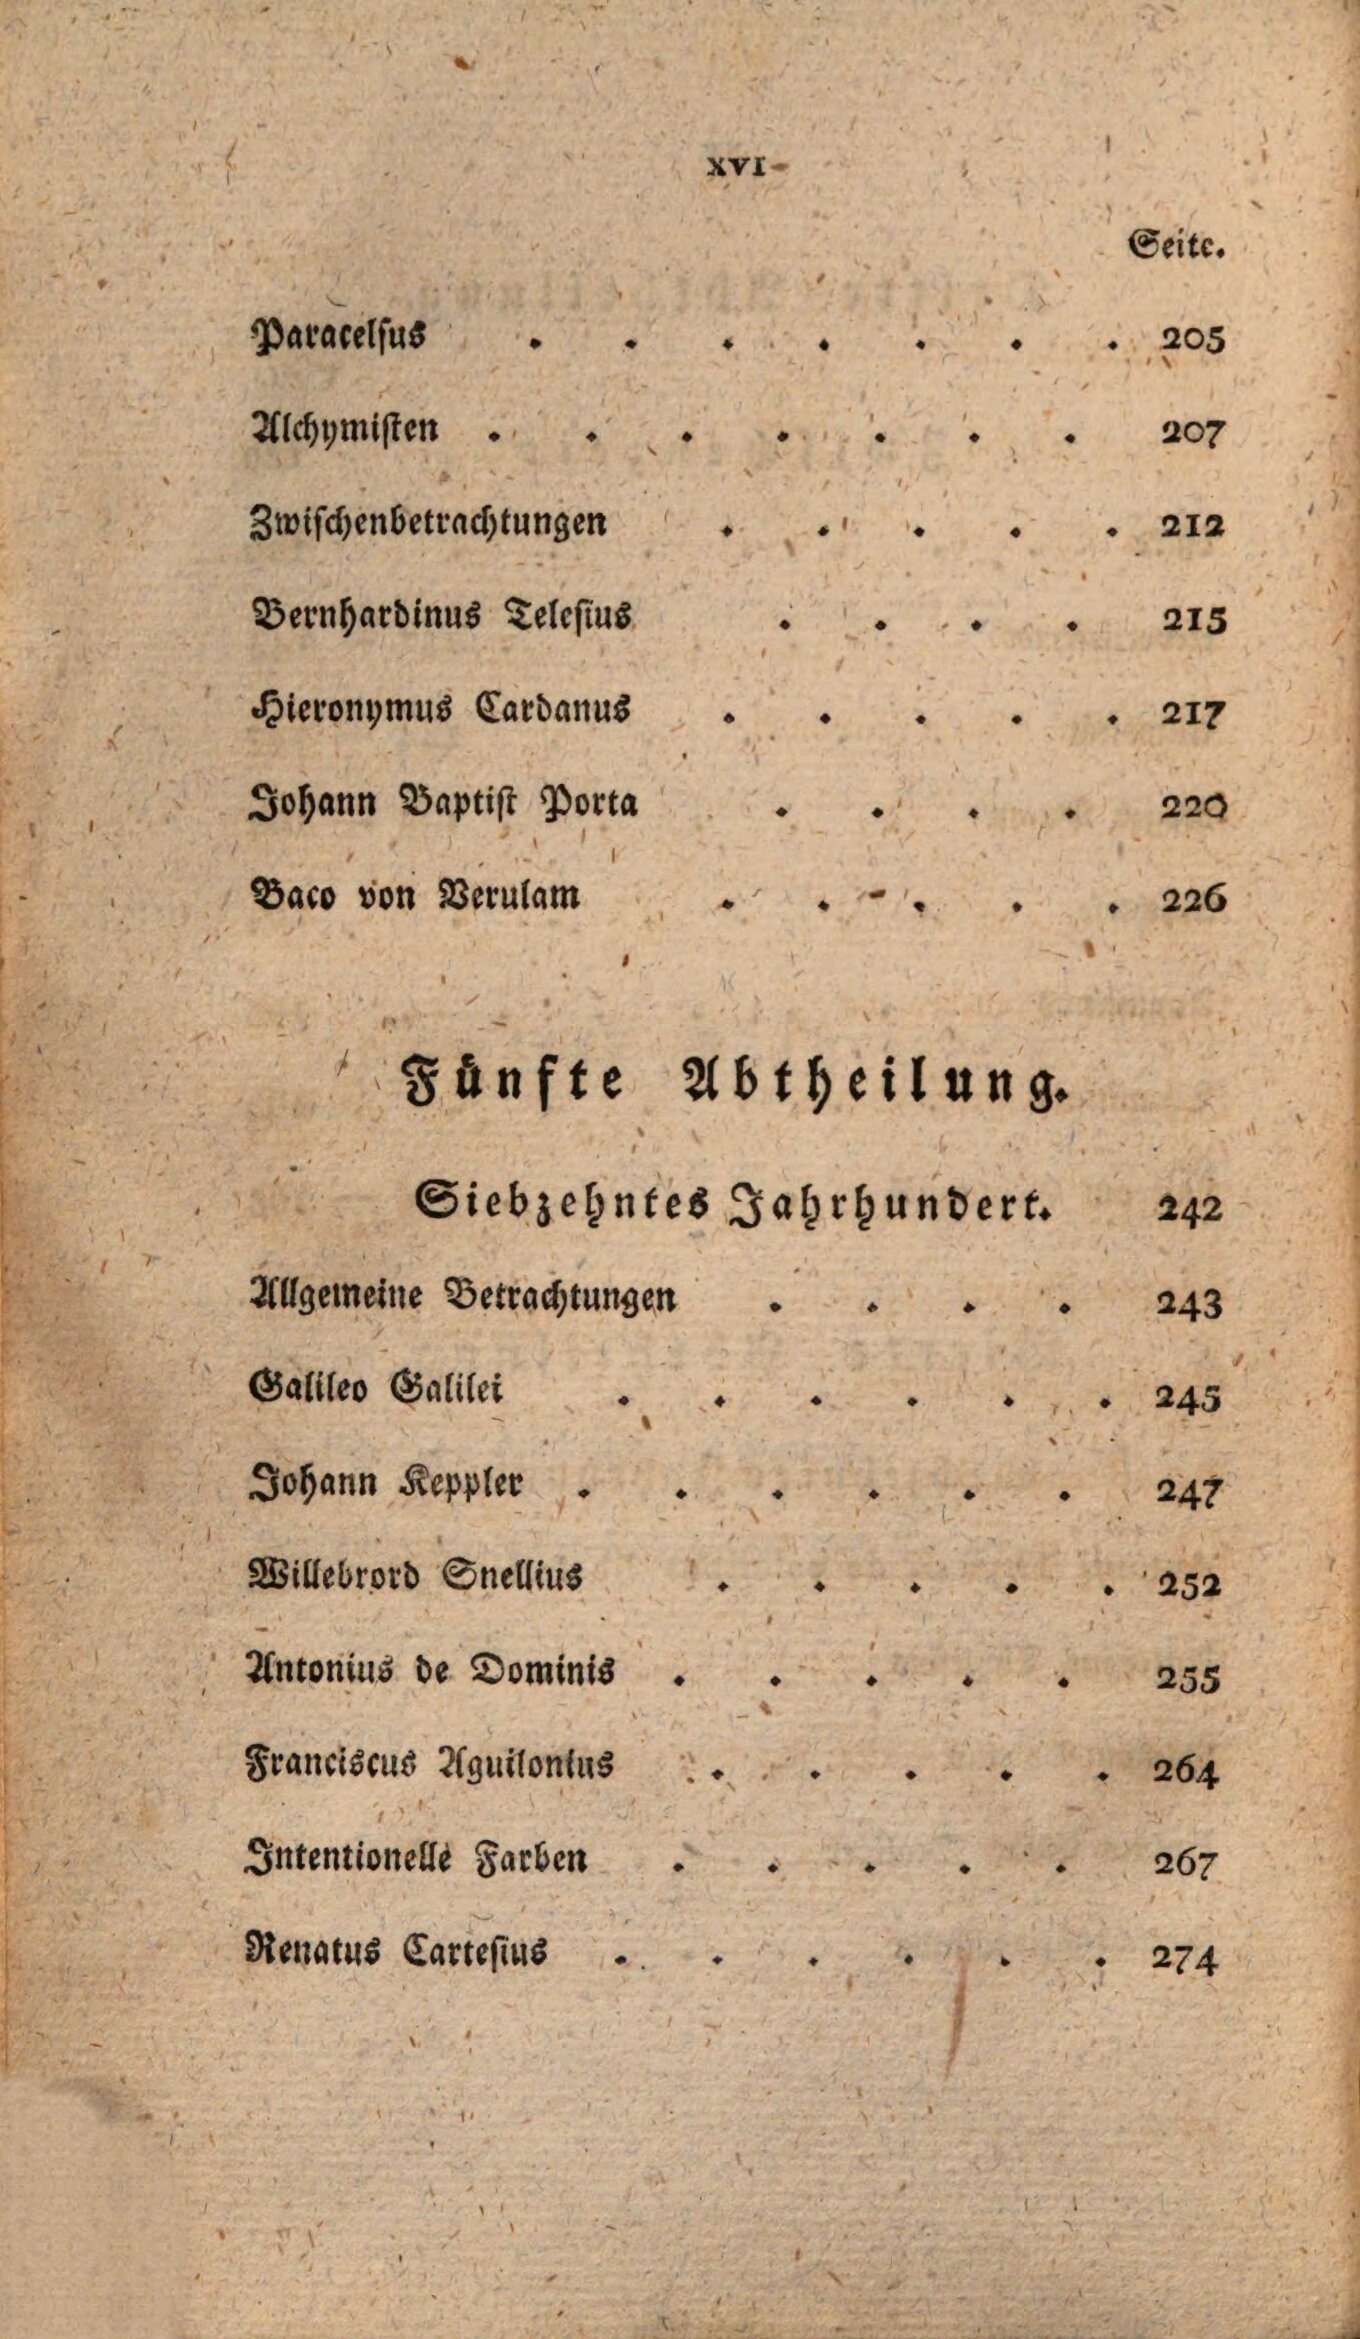 XVI
Seite.
Paracelsus . . . . . . . 205
Alchymisten . . . . . . . 207
Zwischenbetrachtungen . . . . . 212
Bernhardinus Telesius . . . . 215
Hieronymus Cardanus . . . . . 217
Johann Baptist Porta . . . . 220
Baco von Verulam . . . . . 226
Fünfte Abtheilung.
Siebzehntes Jahrhundert. 242
Allgemeine Betrachtungen . . . . 243
Galileo Galilei . . . . . . 245
Johann Keppler . . . . . . 247
Willebrord Snellius . . . . . 252
Antonius de Dominis . . . . . 255
Franciscus Aguilonius . . . . . 264
Intentionelle Farben . . . . . 267
Renatus Cartesius . . . . . . 274